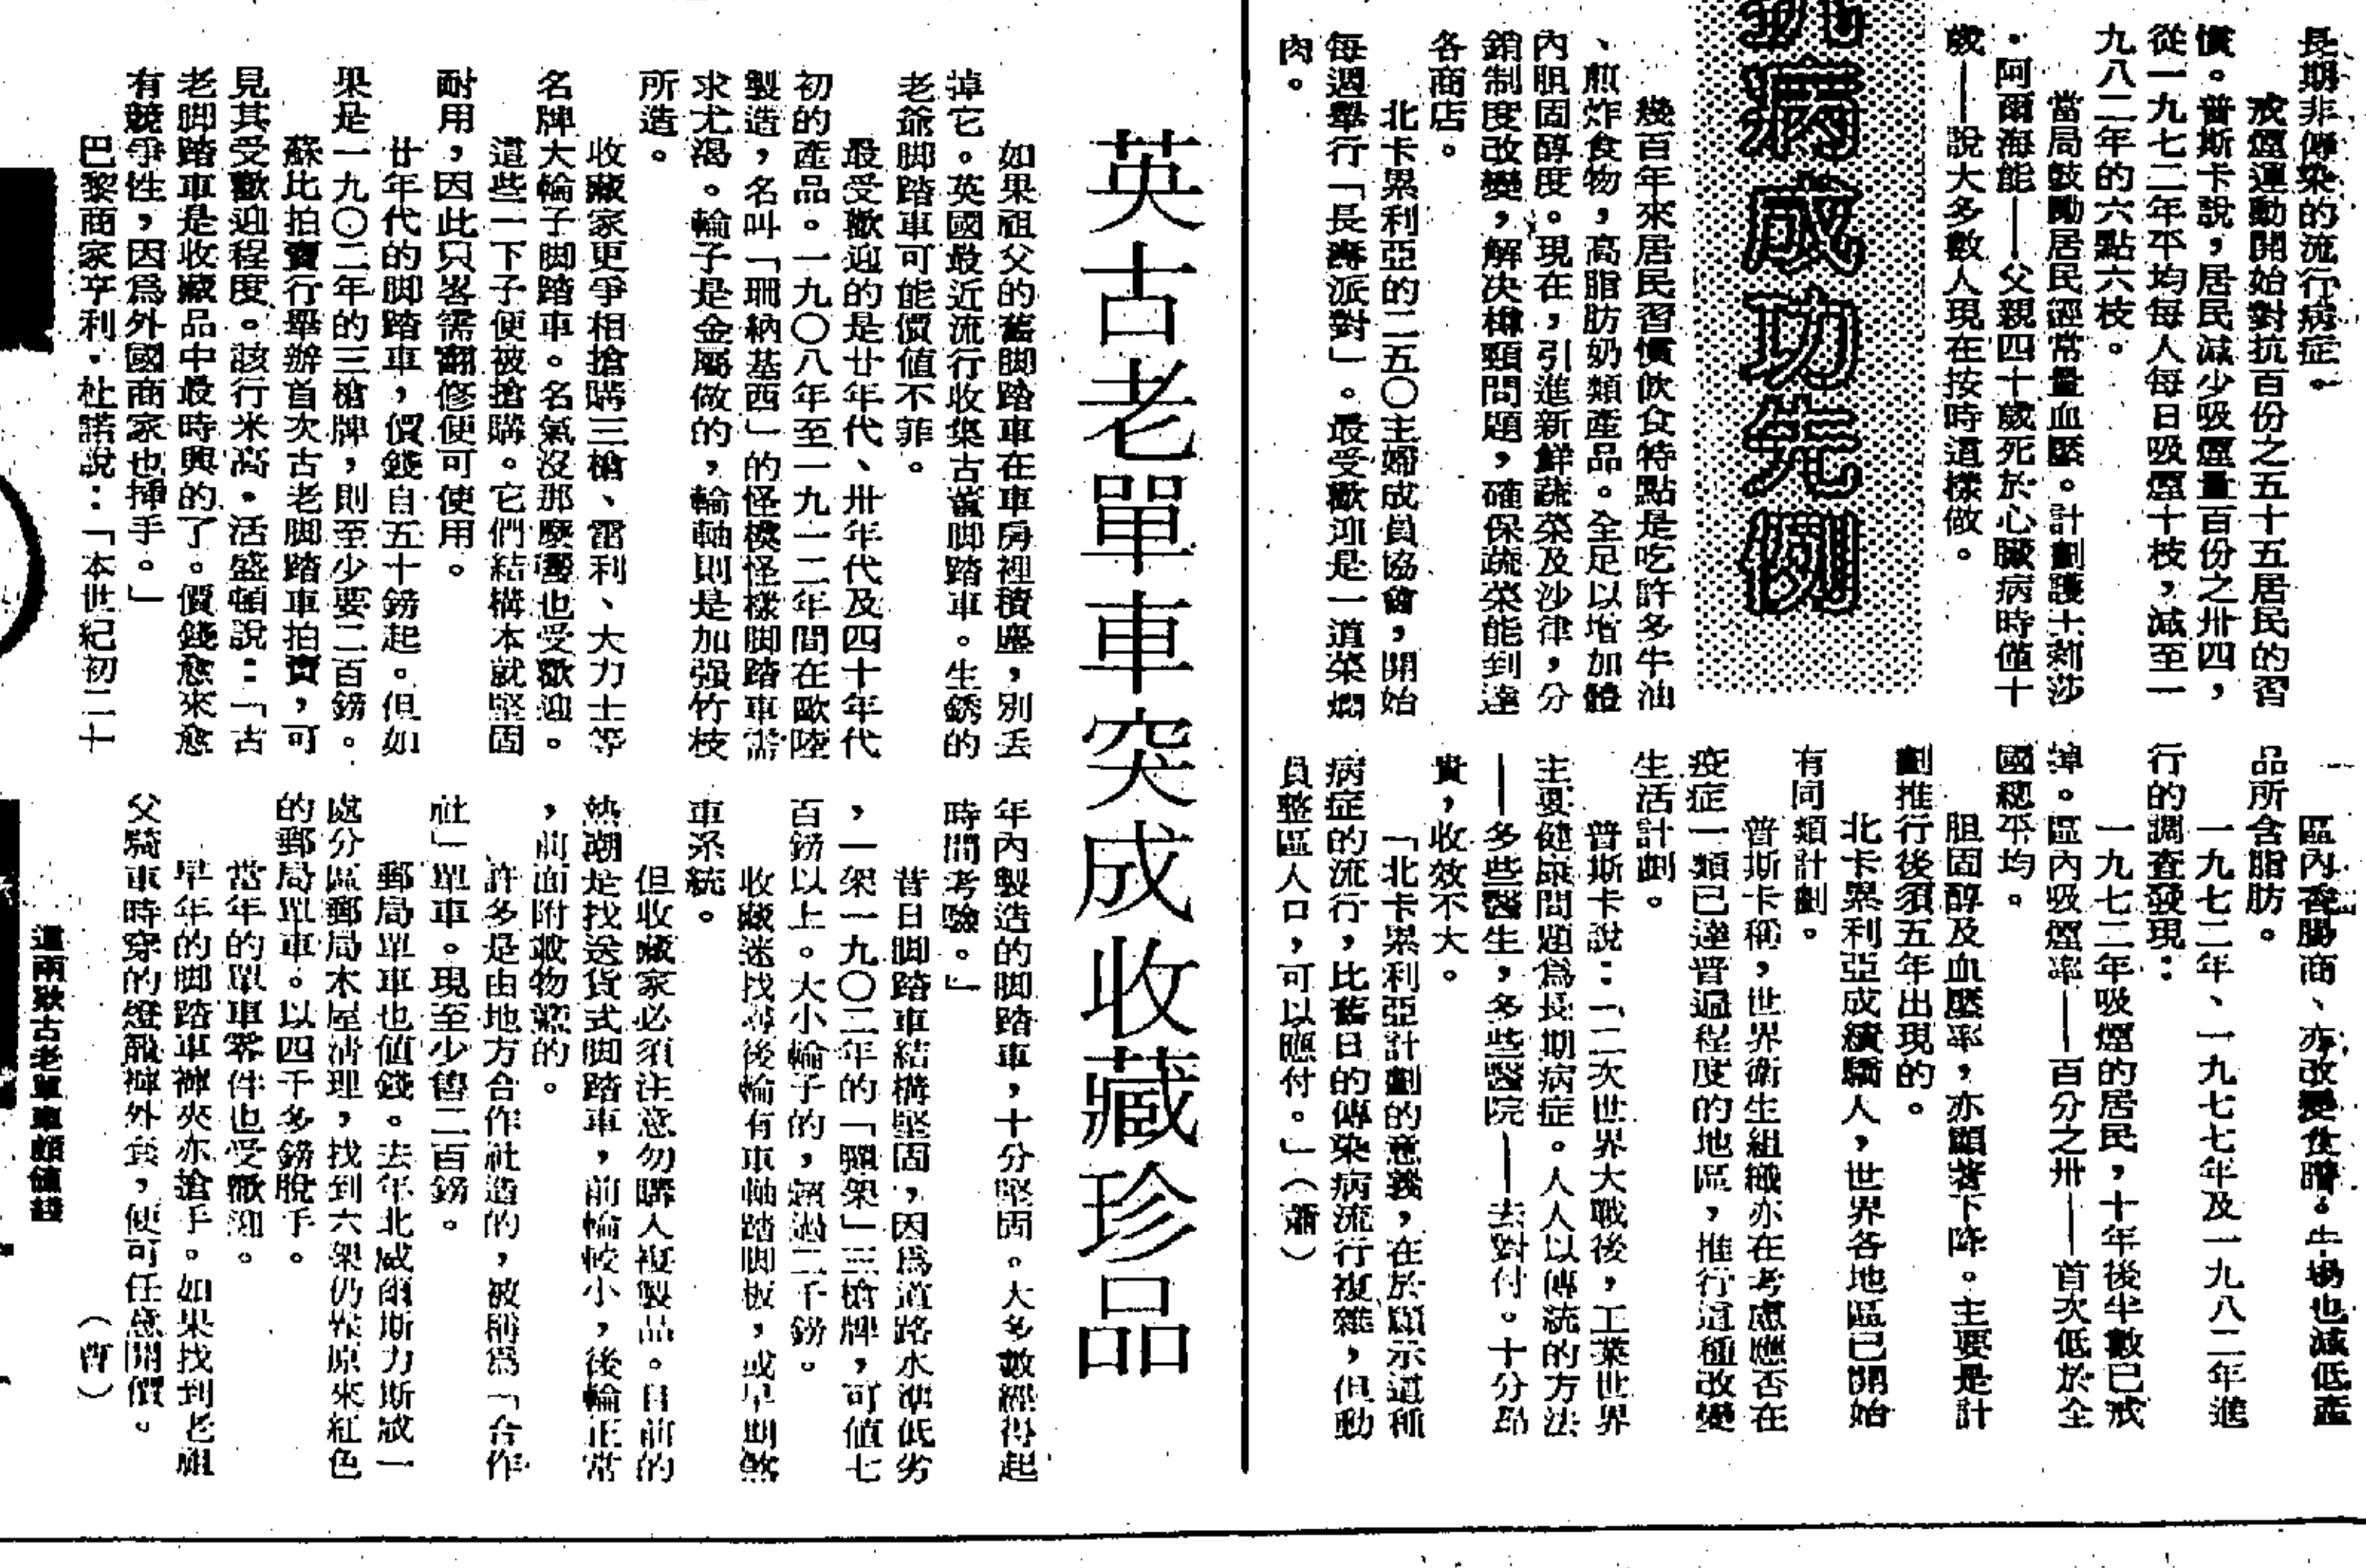 長期非傳染的流行病症。
戒煙運動開始對抗百份之五十五居民的習
慣。普斯卡說，居民減少吸煙量百份之卅四，
從一九七二年平均每人每日吸煙十枝，減至一
九八二年的六點六枝。
當局鼓勵居民經常量血壓。計劃護士莉莎
・阿爾海能——父親四十歲死於心臟病時僅十
歲——說大多數人現在按時這樣做。
病成功先例
幾百年來居民習慣飲食特點是吃許多牛油
、煎炸食物，高脂肪奶類產品。全足以增加體
內胆固醇度。現在，引進新鮮蔬菜及沙律，分
銷制度改變，解決樽頸問題，確保蔬菜能到達
各商店。
北卡累利亞的二五〇主婦成員協會，開始
每週舉行「長壽派對」。最受歡迎是一道菜燜
肉。
區內香腸商、亦改變食譜。牛場也減低產
品所含脂肪。
一九七二年、一九七七年及一九八二年進
行的調查發現：
一九七二年吸煙的居民，十年後半數已戒
掉。區內吸煙率——百分之卅——首次低於全
國總平均。
胆固醇及血壓率，亦顯著下降。主要是計
劃推行後須五年出現的。
北卡累利亞成績驕人，世界各地區已開始
有同類計劃。
普斯卡稱，世界衛生組織亦在考慮應否在
疫症一類已達普遍程度的地區，推行這種改變
生活計劃。
普斯卡說：「二次世界大戰後，工業世界
主要健康問題爲長期病症。人人以傳統的方法
——多些醫生，多些醫院——去對付。十分昂
貴，收效不大。
「北卡累利亞計劃的意義，在於顯示這種
病症的流行，比舊日的傳染病流行複雜，但動
員整區人口，可以應付。」（蕭）
英古老單車突成收藏珍品
如果祖父的舊脚踏車在車房裡積塵，別丢
掉它。英國最近流行收集古舊脚踏車。生銹的
老爺脚踏車可能價值不菲。
最受歡迎的是廿年代、卅年代及四十年代
初的產品。一九〇八年至一九一二年間在歐陸
製造，名叫「珊納基西」的怪模怪樣脚踏車需
求尤渴。輪子是金屬做的，輪軸則是加强竹枝
所造。
收藏家更爭相搶購三槍、雷利、大力士等
名牌大輪子脚踏車。名氣沒那麼響也受歡迎。
這些一下子便被搶購。它們結構本就堅固
耐用，因此只畧需翻修便可使用。
廿年代的脚踏車，價錢自五十鎊起。但如
果是一九〇二年的三槍牌，則至少要二百鎊。
蘇比拍賣行舉辦首次古老脚踏車拍賣，可
見其受歡迎程度。該行米高・活盛頓說：「古
老脚踏車是收藏品中最時興的了。價錢愈來愈
有競爭性，因爲外國商家也揷手。」
巴黎商家亨利・杜諾說：「本世紀初二十
年內製造的脚踏車，十分堅固。大多數經得起
時間考驗。」
昔日脚踏車結構堅固，因爲道路水準低劣
，一架一九〇二年的「興架」三槍牌，可值七
百鎊以上。大小輪子的，超過二千鎊。
收藏迷找尋後輪有車軸踏脚板，或早期煞
車系統。
但收藏家必須注意勿購入複製品。目前的
熱潮是找送貨式脚踏車，前輪較小，後輪正常
，前面附載物籃的。
許多是由地方合作社造的，被稱爲「合作
社」單車。現至少售二百鎊。
郵局單車也值錢。去年北威爾斯力斯咸一
處分區郵局木屋清理，找到六架仍髹原來紅色
的郵局單車。以四千多鎊脫手。
當年的單車零件也受歡迎。
早年的脚踏車褲夾亦搶手。如果找到老祖
父騎車時穿的燈籠褲外套，便可任意開價。
（曹）
這兩款古老單車頗值錢